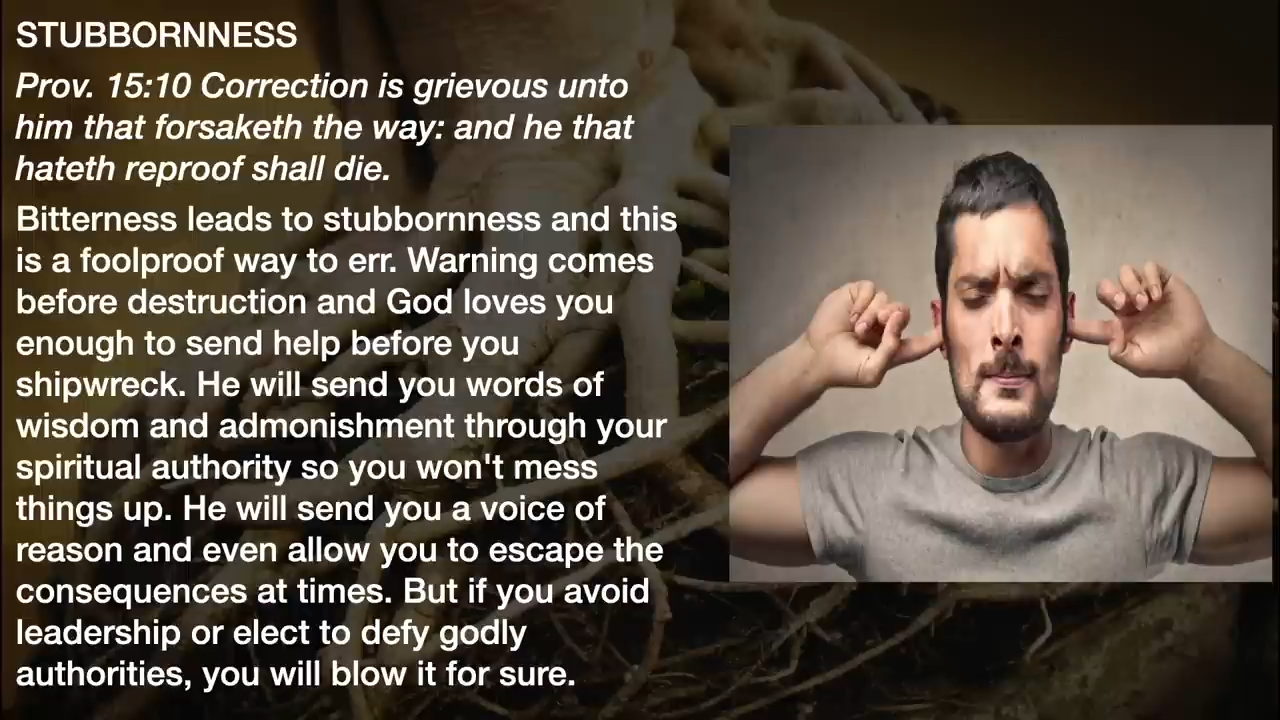 STUBBORNNESS
Prov. 15:10 Correction is grievous unto
him that forsaketh the way: and he that
hateth reproof shall die.
Bitterness leads to stubbornness and this
is a foolproof way to err. Warning comes
before destruction and God loves you
enough to send help before you
shipwreck. He will send you words of
wisdom and admonishment through your
spiritual authority so you won't mess
things up. He will send you a voice of
reason and even allow you to escape the
consequences at times. But if you avoid
leadership or elect to defy godly
authorities, you will blow it for sure.